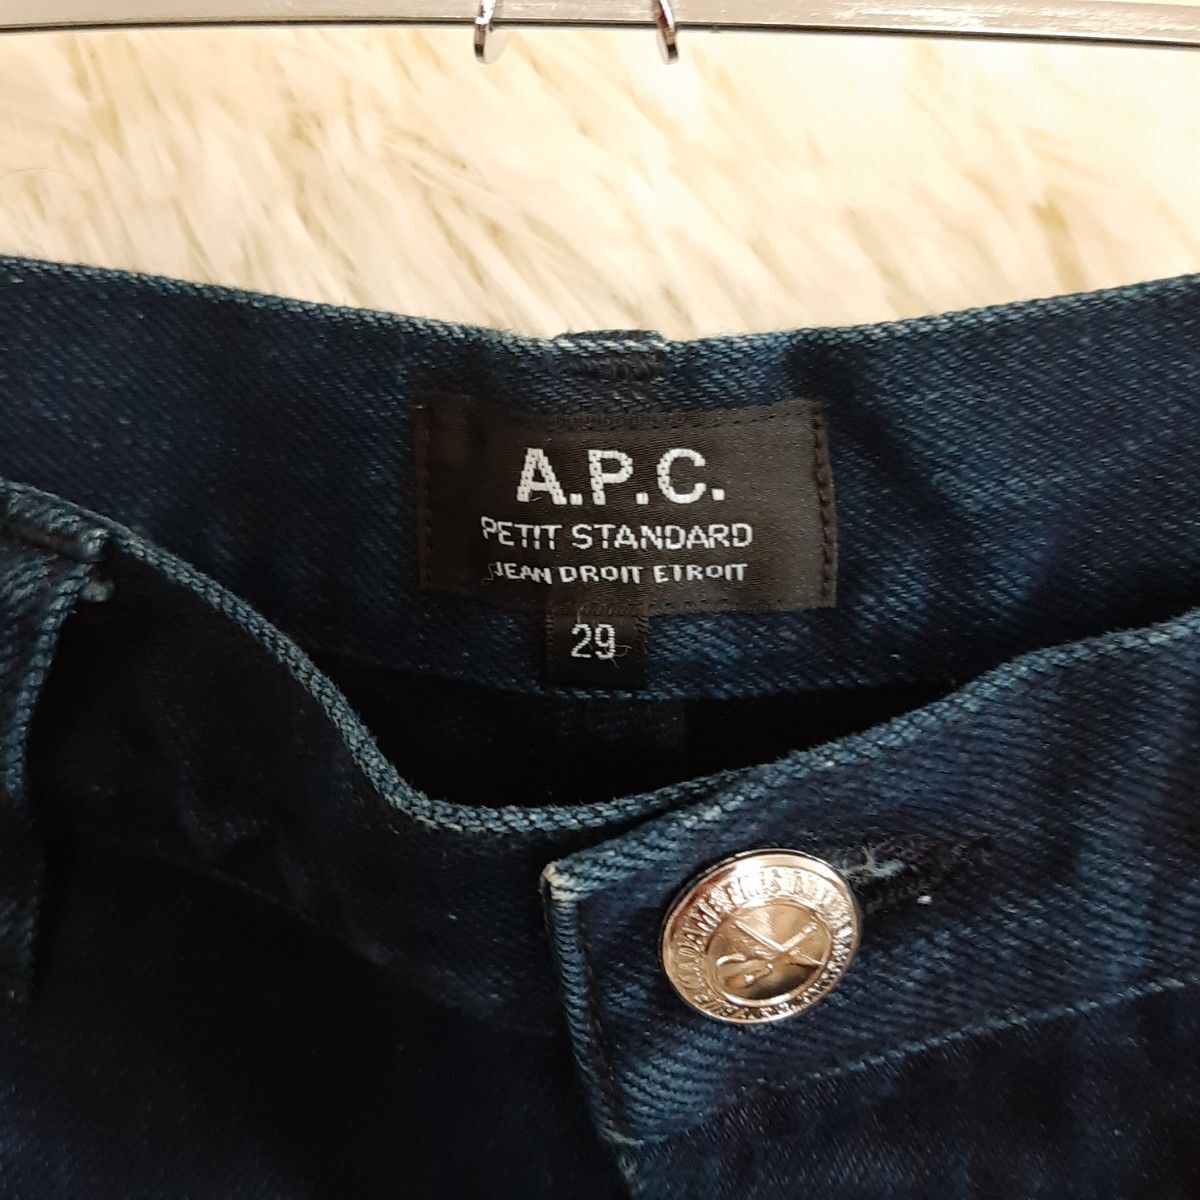 A.P.C.
PETIT STANDARD
JEAN DROIT ETROIT
29